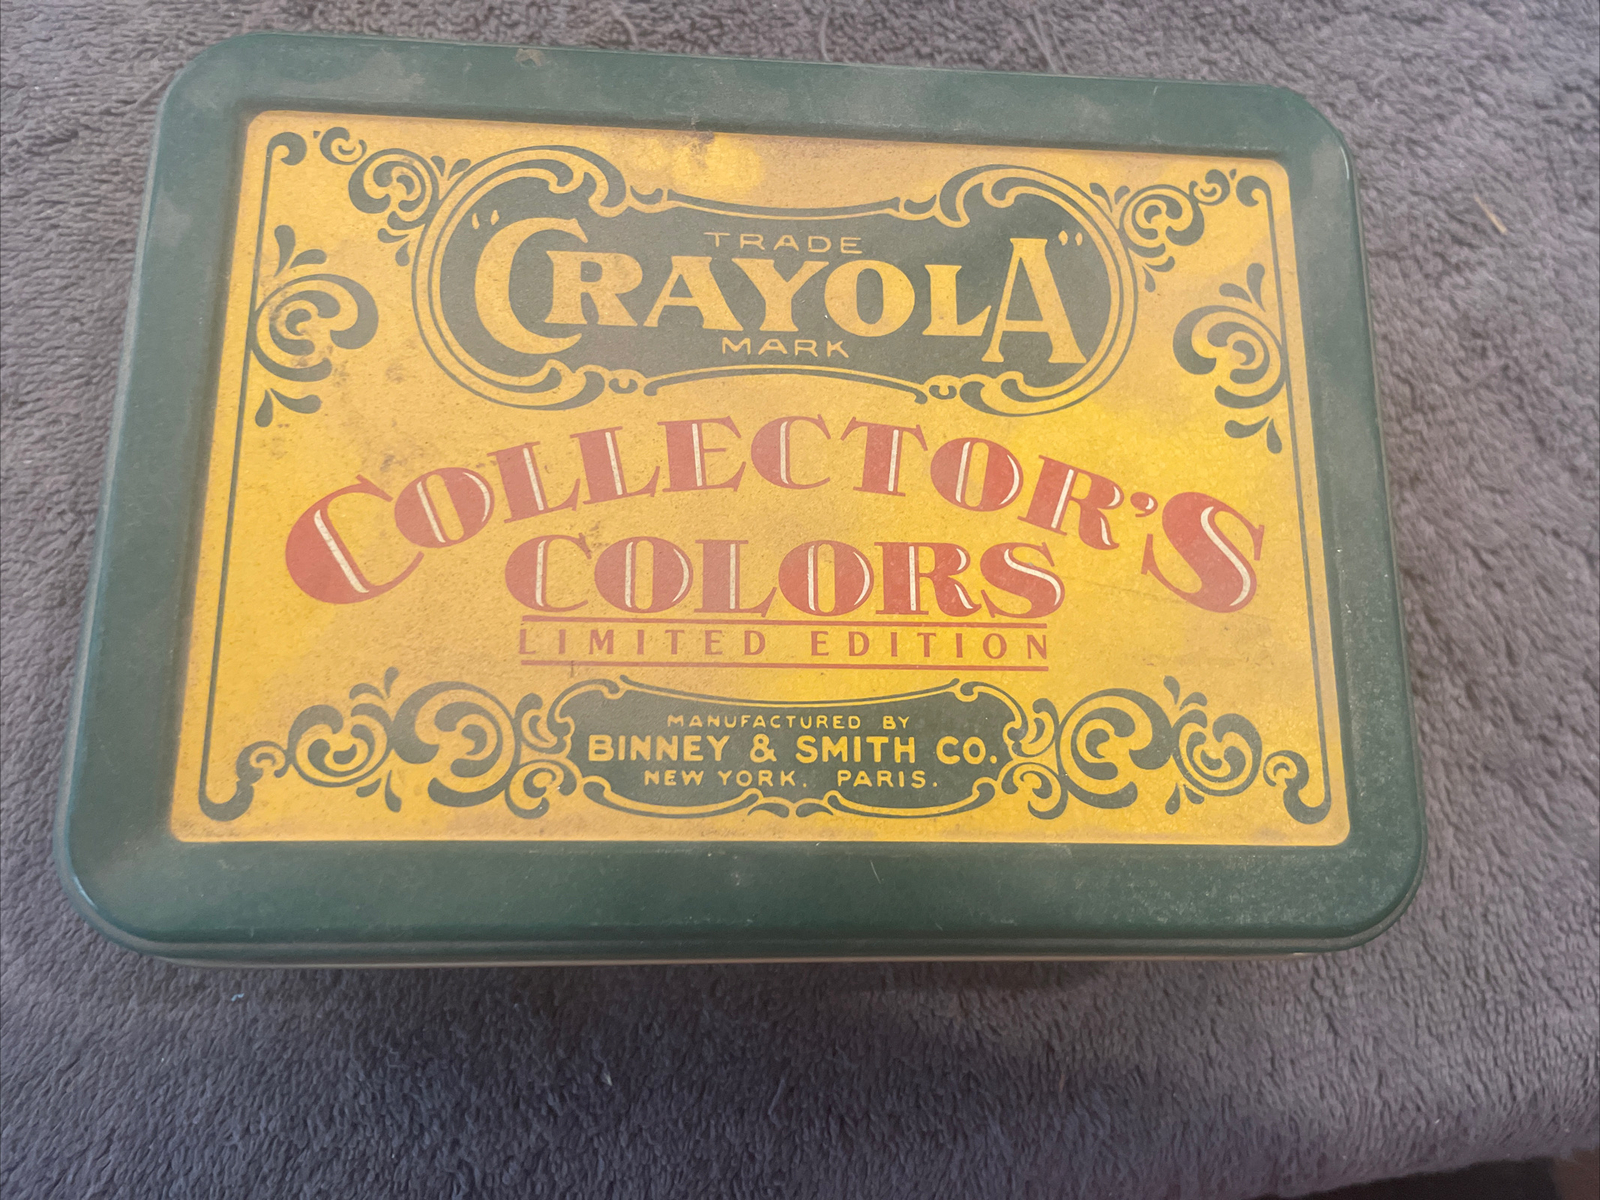 TRADE
"CRAYOLA"
MARK
COLLECTOR'S
COLORS
LIMITED EDITION
MANUFACTURED BY
BINNEY & SMITH CO.
NEW YORK. PARIS.